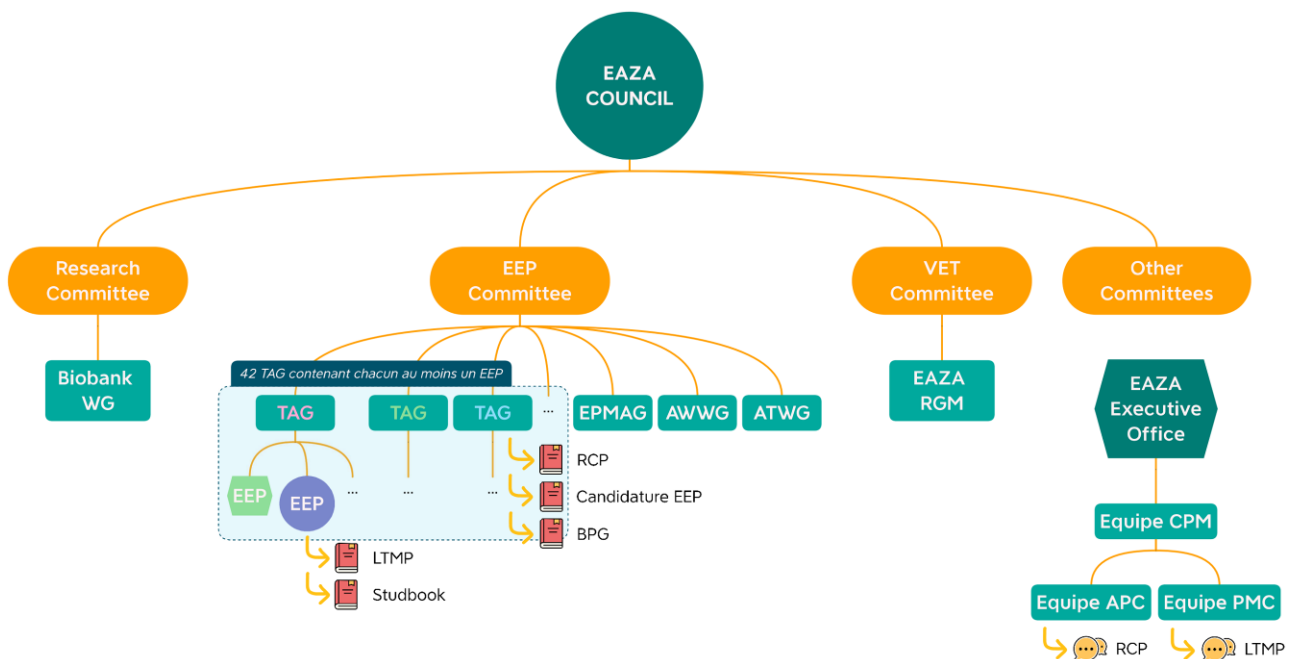 EAZA
COUNCIL
Research
Committee
EEP
Committee
VET
Committee
Other
Committees
Biobank
WG
42 TAG contenant chacun au moins un EEP
TAG
TAG
TAG
...
EPMAG
AWWG
ATWG
EAZA
RGM
EAZA
Executive
Office
EEP
EEP
...
...
...
RCP
Candidature EEP
BPG
LTMP
Studbook
Equipe CPM
Equipe APC
Equipe PMC
RCP
LTMP